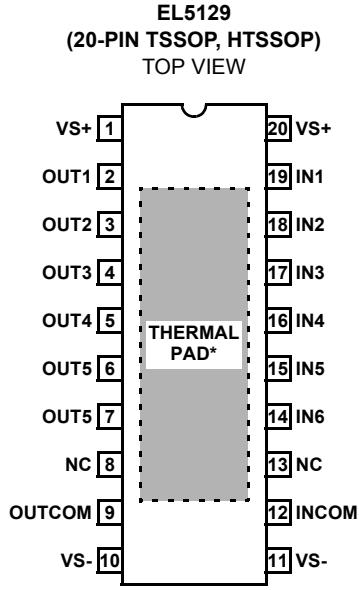 EL5129
(20-PIN TSSOP, HTSSOP)
TOP VIEW
VS+ 1 20 VS+
OUT1 2 19 IN1
OUT2 3 18 IN2
OUT3 4 17 IN3
OUT4 5 16 IN4
THERMAL
PAD*
OUT5 6 15 IN5
OUT5 7 14 IN6
NC 8 13 NC
OUTCOM 9 12 INCOM
VS- 10 11 VS-